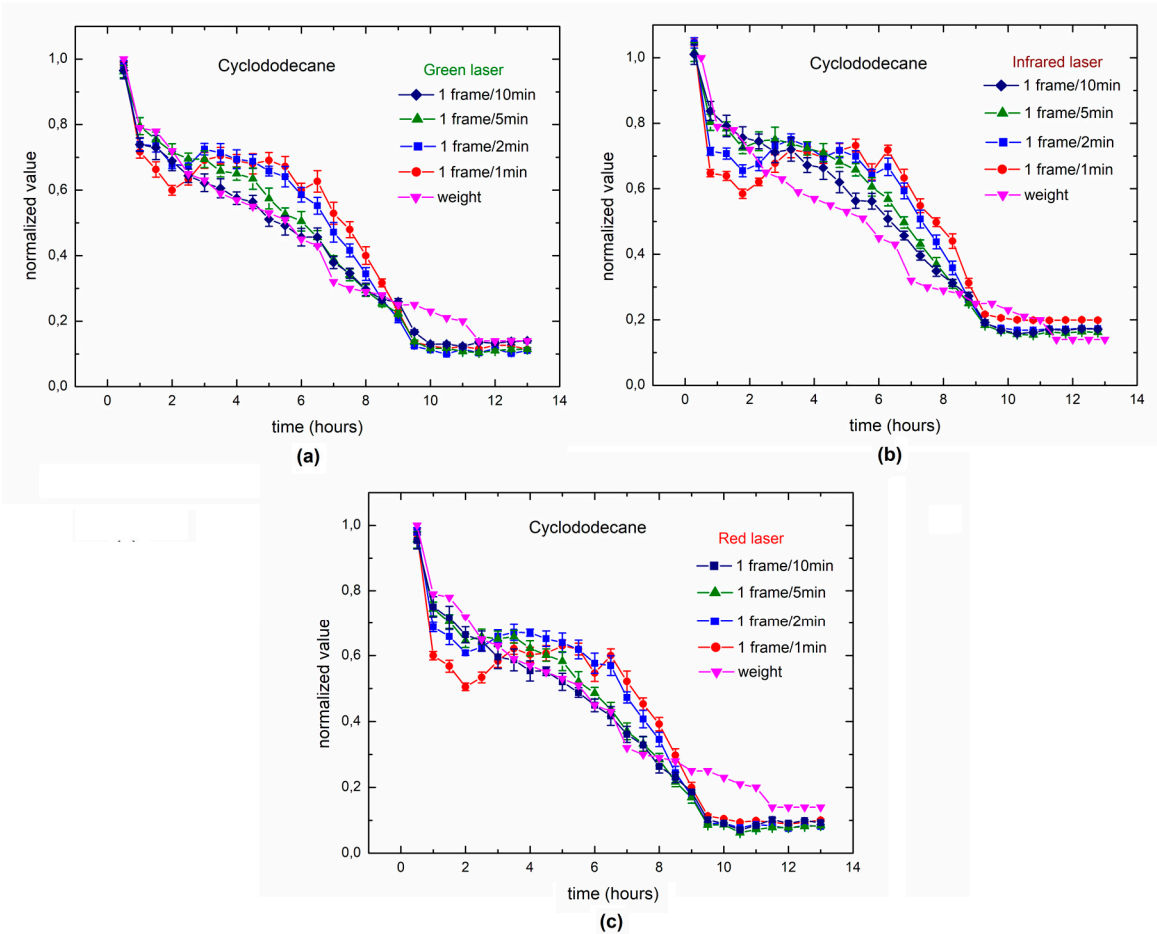 Cyclododecane
Green laser
1 frame/10min
1 frame/5min
1 frame/2min
1 frame/1min
weight
normalized value
1,0
0,8
0,6
0,4
0,2
0,0
0 2 4 6 8 10 12 14
time (hours)
(a)
Cyclododecane
Infrared laser
1 frame/10min
1 frame/5min
1 frame/2min
1 frame/1min
weight
normalized value
1,0
0,8
0,6
0,4
0,2
0,0
0 2 4 6 8 10 12 14
time (hours)
(b)
Cyclododecane
Red laser
1 frame/10min
1 frame/5min
1 frame/2min
1 frame/1min
weight
normalized value
1,0
0,8
0,6
0,4
0,2
0,0
0 2 4 6 8 10 12 14
time (hours)
(c)